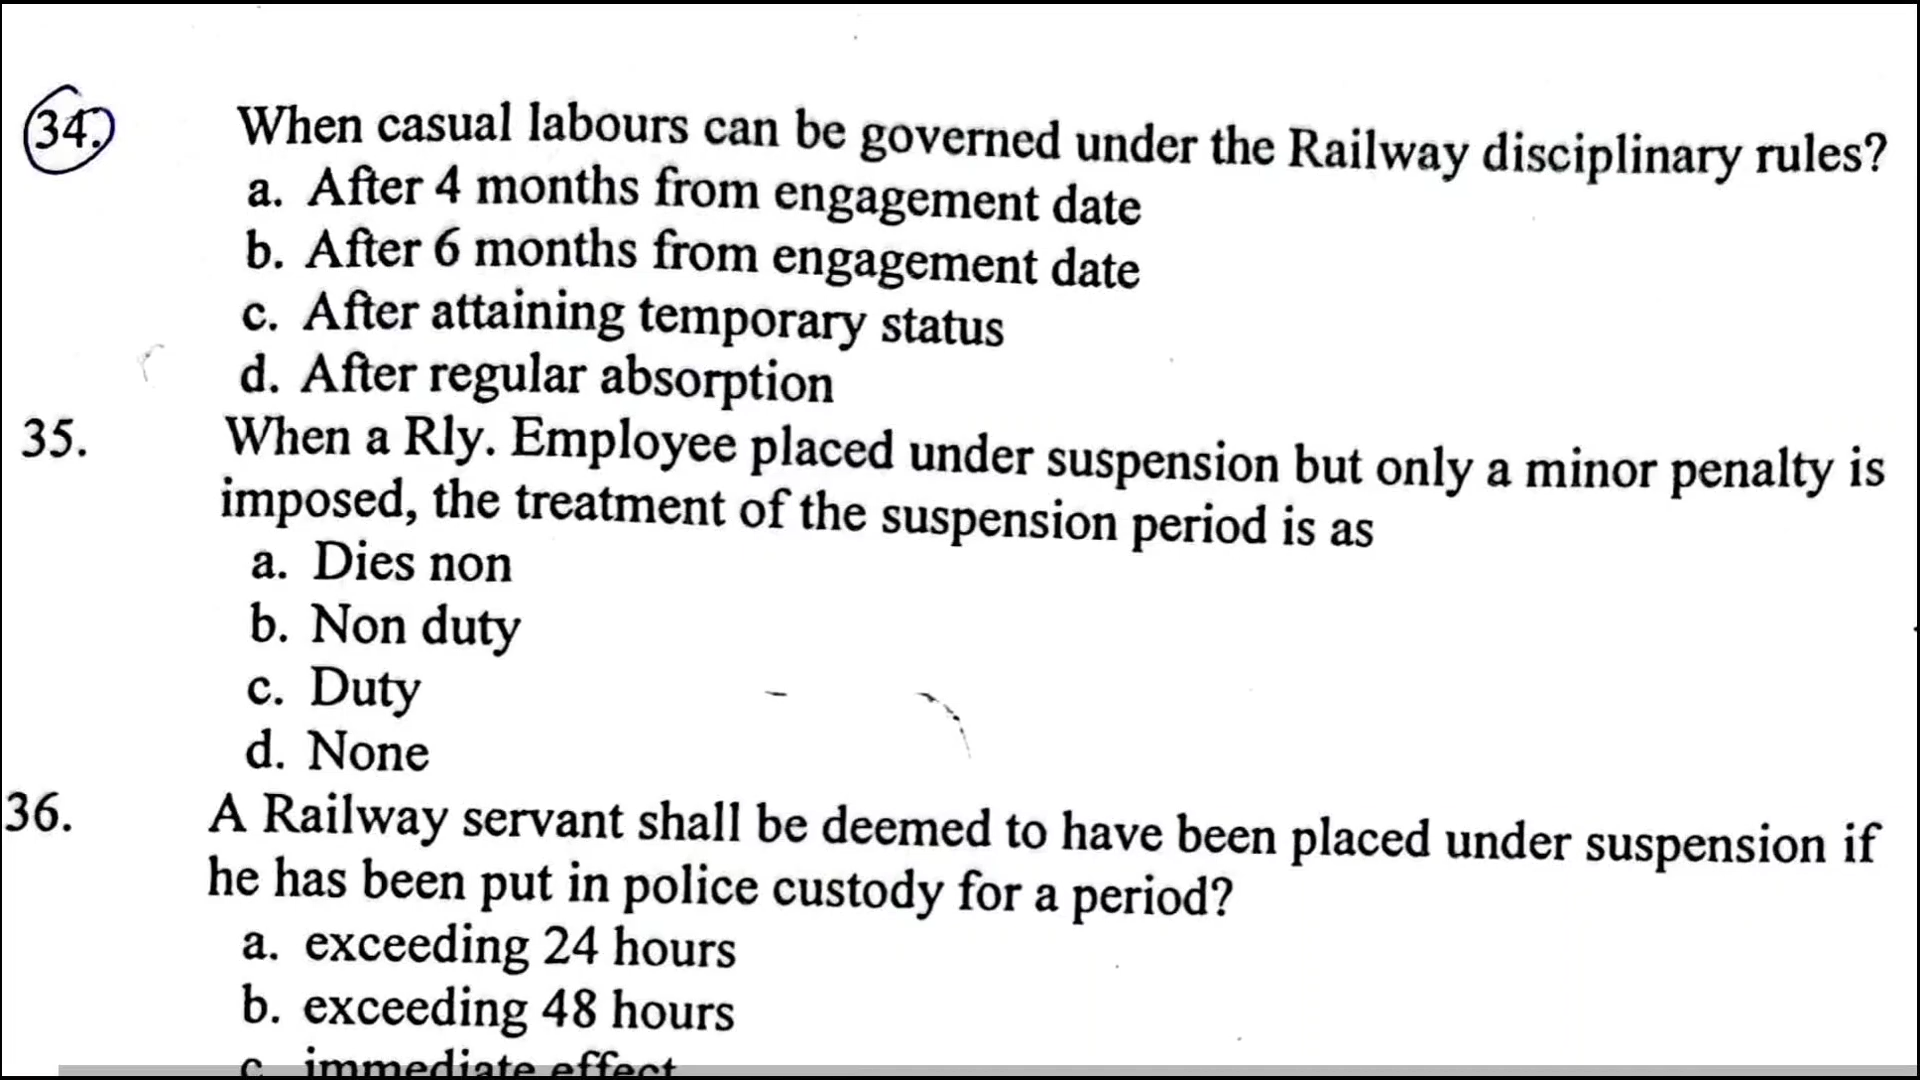 34. When casual labours can be governed under the Railway disciplinary rules?
a. After 4 months from engagement date
b. After 6 months from engagement date
c. After attaining temporary status
d. After regular absorption
35. When a Rly. Employee placed under suspension but only a minor penalty is
imposed, the treatment of the suspension period is as
a. Dies non
b. Non duty
c. Duty
d. None
36. A Railway servant shall be deemed to have been placed under suspension if
he has been put in police custody for a period?
a. exceeding 24 hours
b. exceeding 48 hours
c immediate effect